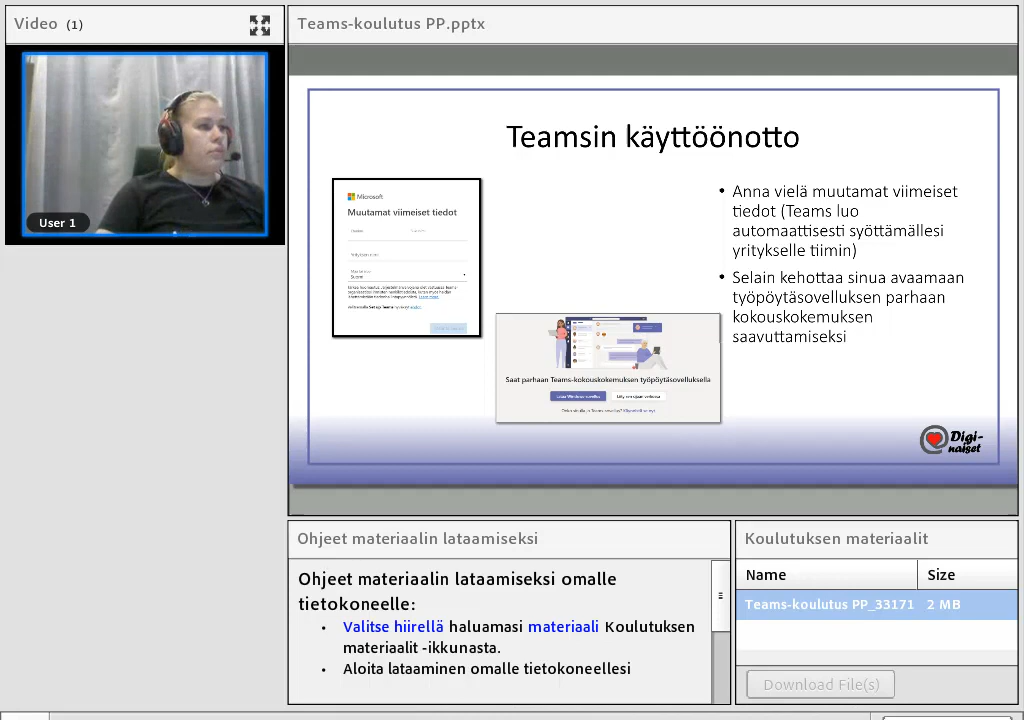 Video (1)
User 1
Teams-koulutus PP.pptx
Teamsin käyttöönotto
Microsoft
Muutamat viimeiset tiedot
Suomi
• Anna vielä muutamat viimeiset
tiedot (Teams luo
automaattisesti syöttämällesi
yritykselle tiimin)
• Selain kehottaa sinua avaamaan
työpöytäsovelluksen parhaan
kokouskokemuksen
saavuttamiseksi
Saat parhaan Teams-kokouskokemuksen työpöytäsovelluksella
Digi-
naiset
Ohjeet materiaalin lataamiseksi
Ohjeet materiaalin lataamiseksi omalle
tietokoneelle:
• Valitse hiirellä haluamasi materiaali Koulutuksen
materiaalit -ikkunasta.
• Aloita lataaminen omalle tietokoneellesi
Koulutuksen materiaalit
Name Size
Teams-koulutus PP_33171 2 MB
Download File(s)